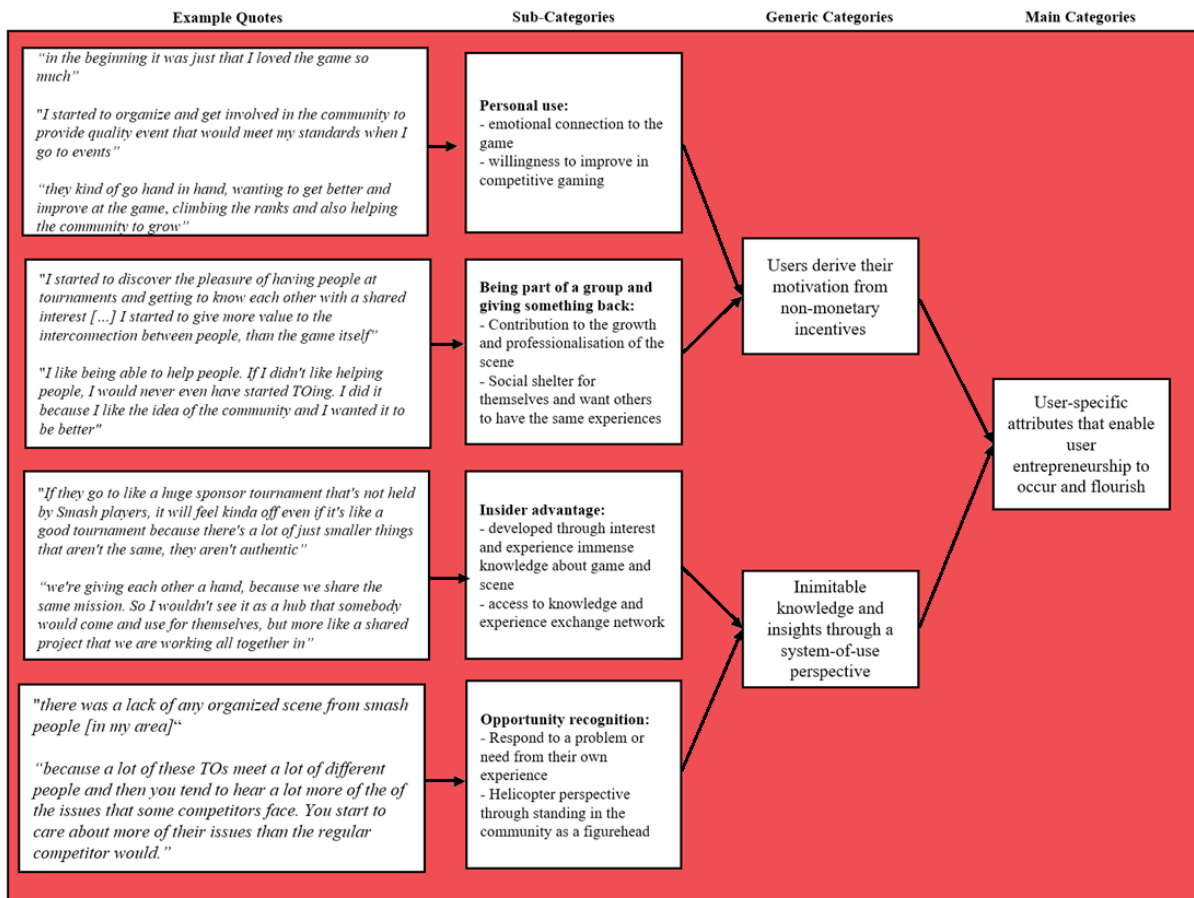 Example Quotes
Sub-Categories
Generic Categories
Main Categories
“in the beginning it was just that I loved the game so
much”
"I started to organize and get involved in the community to
provide quality event that would meet my standards when I
go to events”
“they kind of go hand in hand, wanting to get better and
improve at the game, climbing the ranks and also helping
the community to grow”
Personal use:
- emotional connection to the
game
- willingness to improve in
competitive gaming
"I started to discover the pleasure of having people at
tournaments and getting to know each other with a shared
interest [...] I started to give more value to the
interconnection between people, than the game itself”
"I like being able to help people. If I didn't like helping
people, I would never even have started TOing. I did it
because I like the idea of the community and I wanted it to
be better"
Being part of a group and
giving something back:
- Contribution to the growth
and professionalisation of the
scene
- Social shelter for
themselves and want others
to have the same experiences
Users derive their
motivation from
non-monetary
incentives
"If they go to like a huge sponsor tournament that's not held
by Smash players, it will feel kinda off even if it's like a
good tournament because there's a lot of just smaller things
that aren't the same, they aren't authentic”
“we're giving each other a hand, because we share the
same mission. So I wouldn't see it as a hub that somebody
would come and use for themselves, but more like a shared
project that we are working all together in”
Insider advantage:
- developed through interest
and experience immense
knowledge about game and
scene
- access to knowledge and
experience exchange network
"there was a lack of any organized scene from smash
people [in my area]“
“because a lot of these TOs meet a lot of different
people and then you tend to hear a lot more of the of
the issues that some competitors face. You start to
care about more of their issues than the regular
competitor would.”
Opportunity recognition:
- Respond to a problem or
need from their own
experience
- Helicopter perspective
through standing in the
community as a figurehead
Inimitable
knowledge and
insights through a
system-of-use
perspective
User-specific
attributes that enable
user
entrepreneurship to
occur and flourish